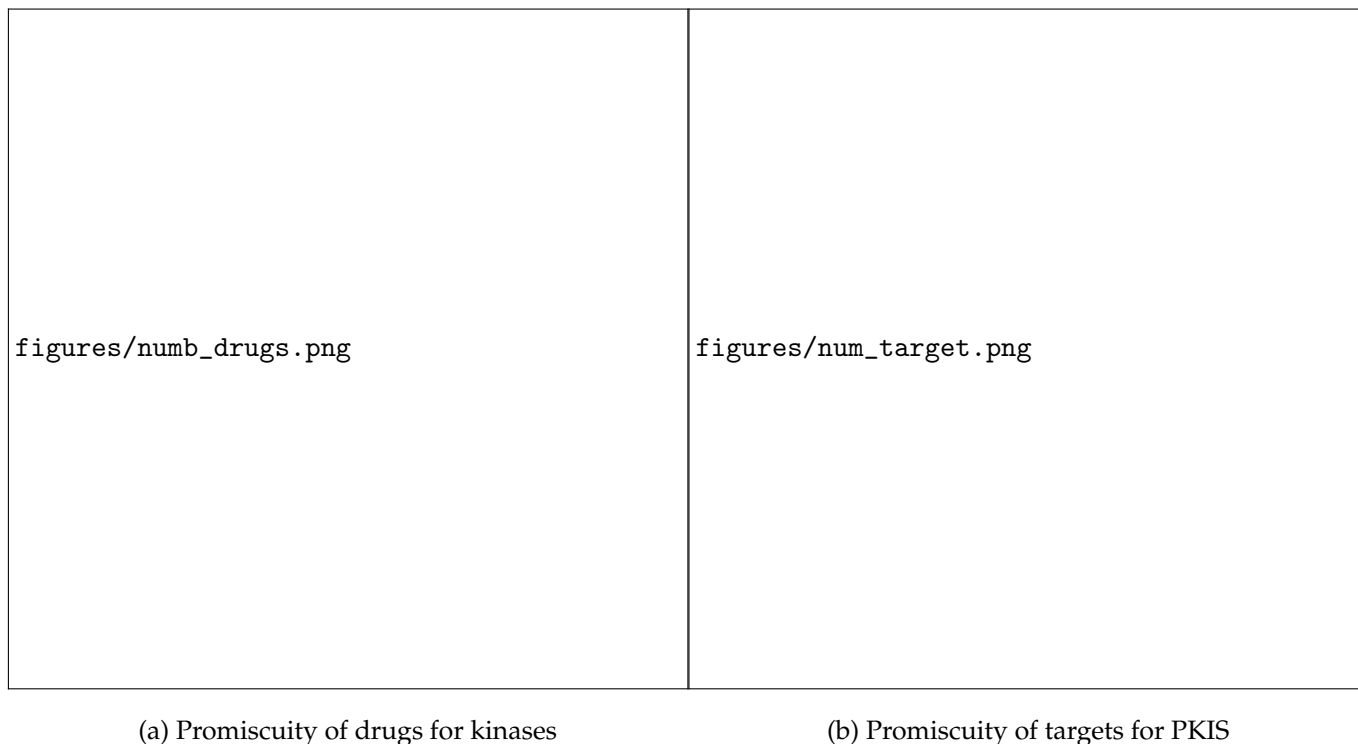 figures/numb_drugs.png
figures/num_target.png
(a) Promiscuity of drugs for kinases
(b) Promiscuity of targets for PKIS